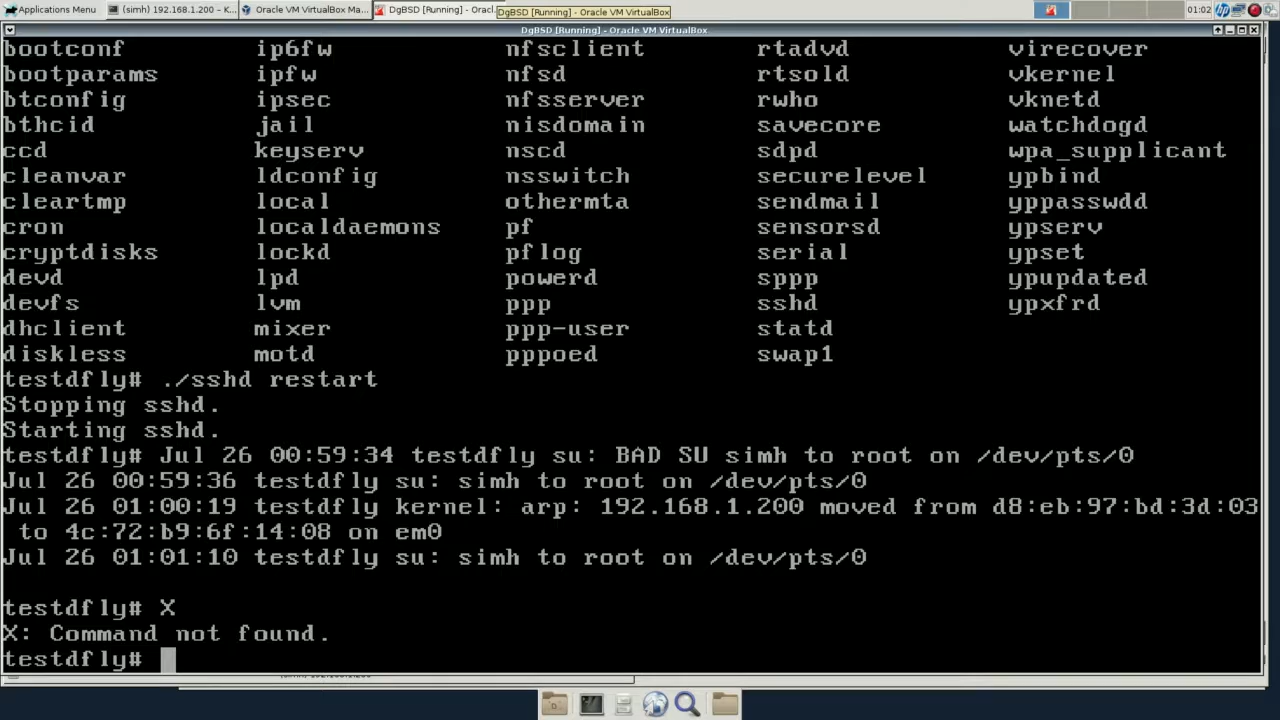 Applications Menu (simh) 192.168.1.200 – K... Oracle VM VirtualBox Ma... DgBSD [Running] - Oracl... 01:02
DgBSD [Running] - Oracle VM VirtualBox
DgBSD [Running] - Oracle VM VirtualBox
bootconf ip6fw nfsclient rtadvd virecover
bootparams ipfw nfsd rtsold vkernel
btconfig ipsec nfsserver rwho vknetd
bthcid jail nisdomain savecore watchdogd
ccd keyserv nscd sdpd wpa_supplicant
cleanvar ldconfig nsswitch securelevel ypbind
cleartmp local othermta sendmail yppasswdd
cron localdaemons pf sensorsd ypserv
cryptdisks lockd pflog serial ypset
devd lpd powerd sppp ypupdated
devfs lvm ppp sshd ypxfrd
dhclient mixer ppp-user statd
diskless motd pppoed swap1
testdfly# ./sshd restart
Stopping sshd.
Starting sshd.
testdfly# Jul 26 00:59:34 testdfly su: BAD SU simh to root on /dev/pts/0
Jul 26 00:59:36 testdfly su: simh to root on /dev/pts/0
Jul 26 01:00:19 testdfly kernel: arp: 192.168.1.200 moved from d8:eb:97:bd:3d:03
to 4c:72:b9:6f:14:08 on em0
Jul 26 01:01:10 testdfly su: simh to root on /dev/pts/0
testdfly# X
X: Command not found.
testdfly#
(simh) 192.168.1.200